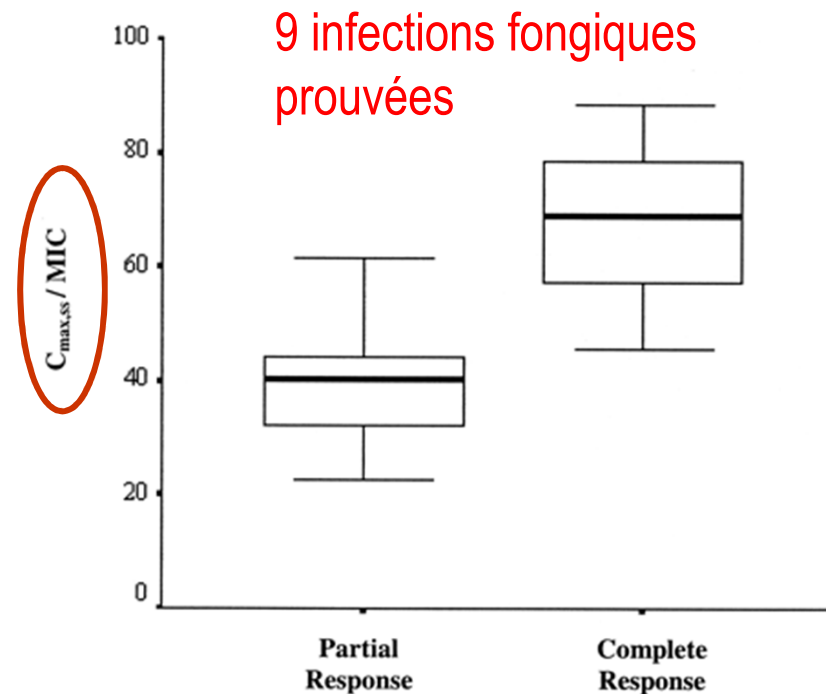 9 infections fongiques
prouvées
100
80
60
40
20
0
Cmax,ss / MIC
Partial
Response
Complete
Response